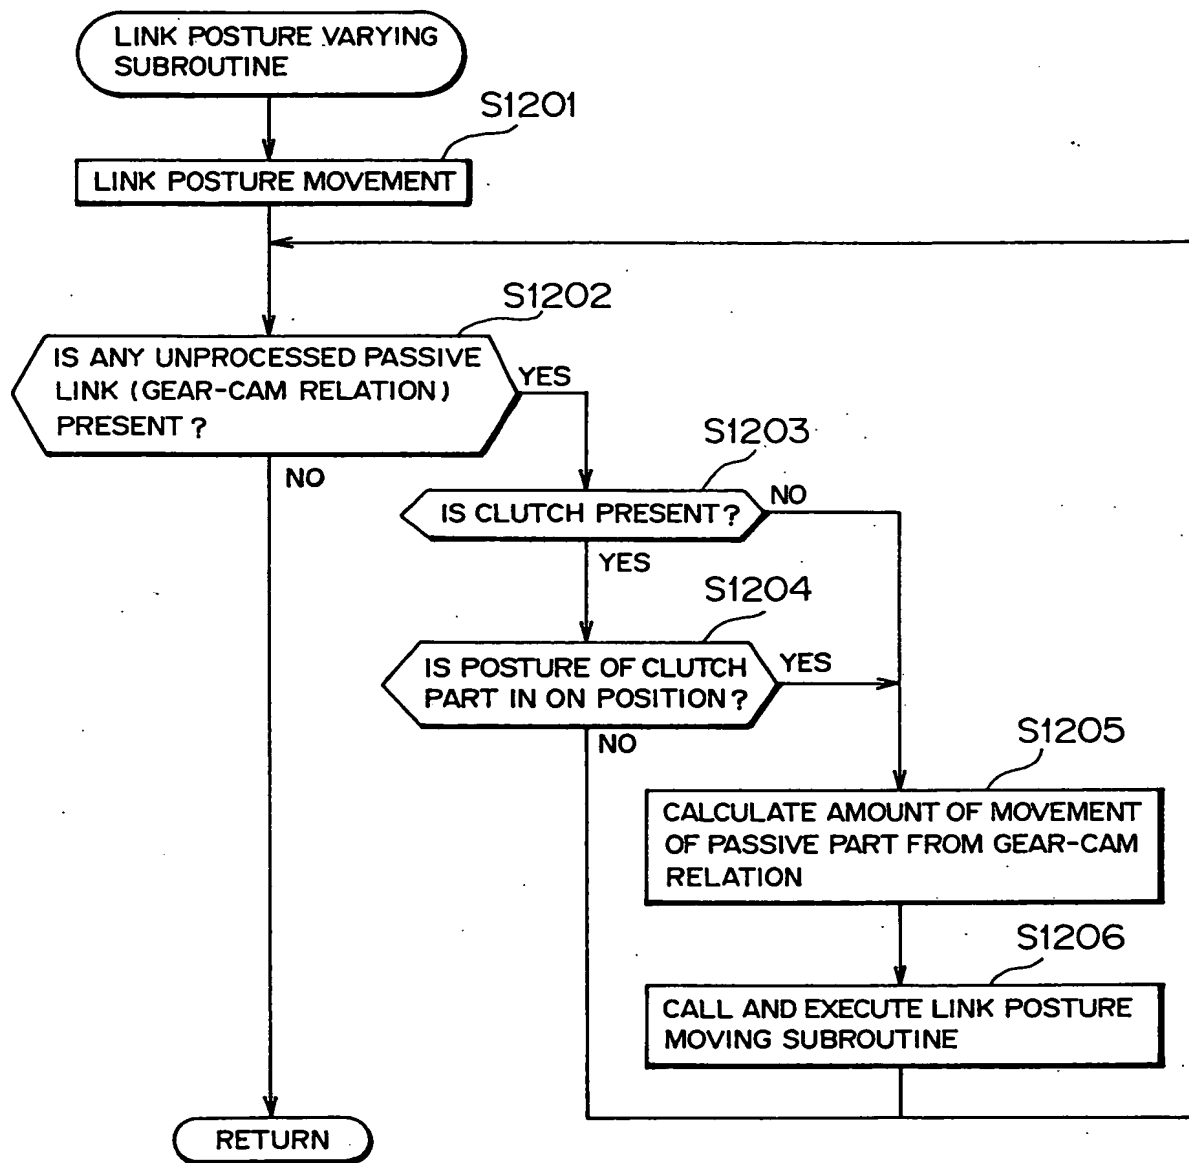 LINK POSTURE VARYING
SUBROUTINE
S1201
LINK POSTURE MOVEMENT
S1202
IS ANY UNPROCESSED PASSIVE
LINK (GEAR-CAM RELATION)
PRESENT?
YES
NO
S1203
IS CLUTCH PRESENT?
NO
YES
S1204
IS POSTURE OF CLUTCH
PART IN ON POSITION?
YES
NO
S1205
CALCULATE AMOUNT OF MOVEMENT
OF PASSIVE PART FROM GEAR-CAM
RELATION
S1206
CALL AND EXECUTE LINK POSTURE
MOVING SUBROUTINE
RETURN